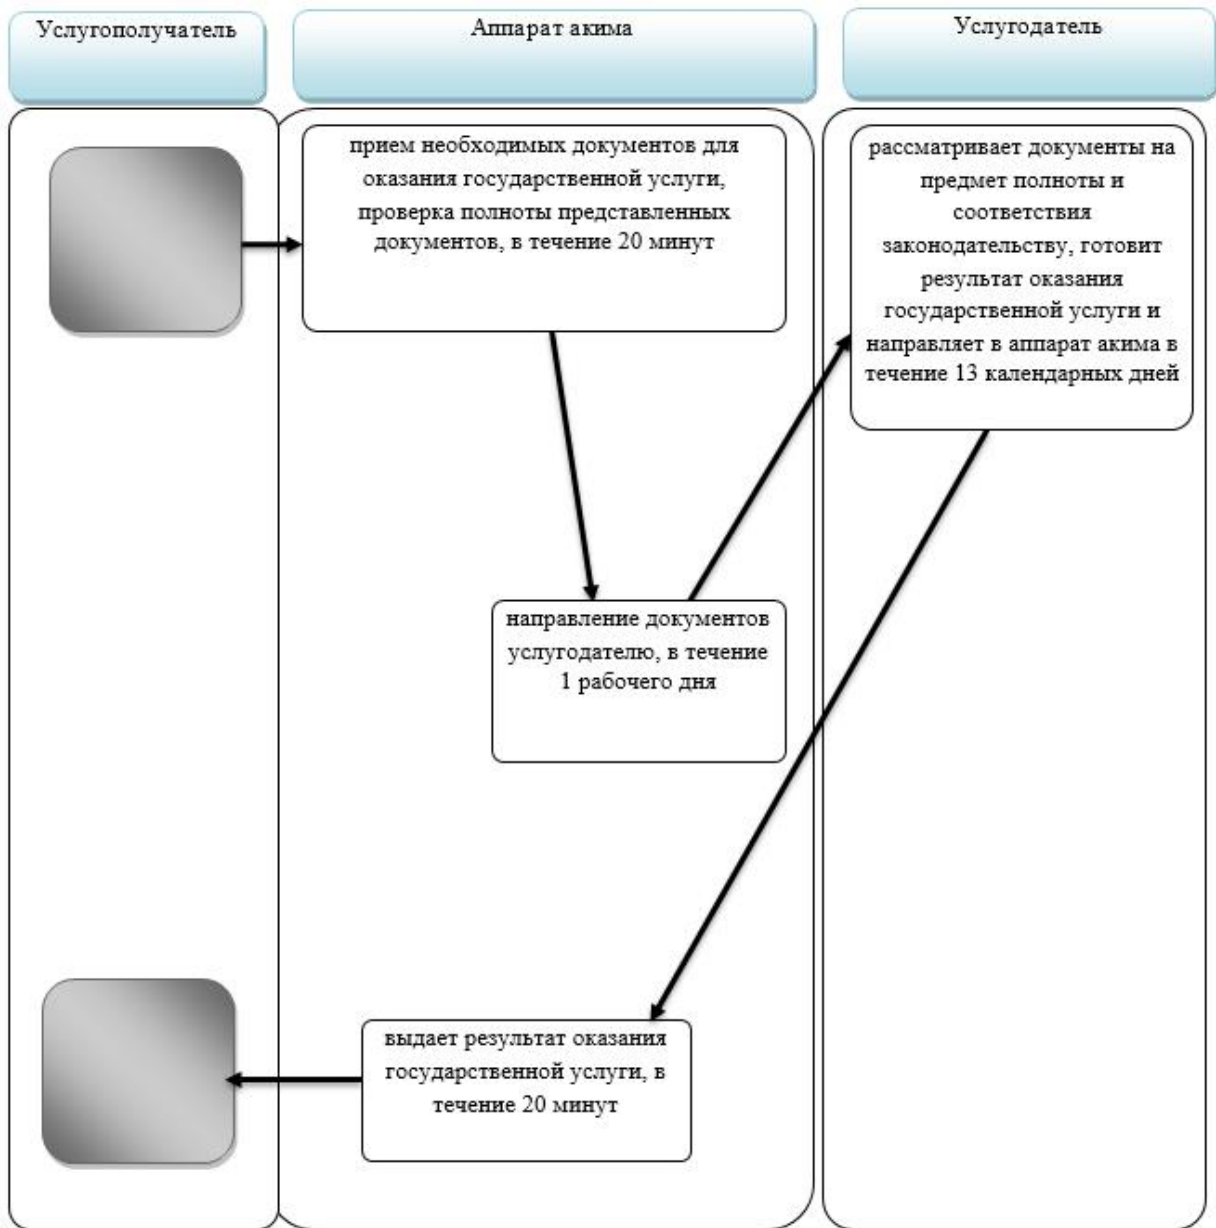 Услугополучатель
Аппарат акима
Услугодатель
прием необходимых документов для
оказания государственной услуги,
проверка полноты представленных
документов, в течение 20 минут
рассматривает документы на
предмет полноты и
соответствия
законодательству, готовит
результат оказания
государственной услуги и
направляет в аппарат акима в
течение 13 календарных дней
направление документов
услугодателю, в течение
1 рабочего дня
выдает результат оказания
государственной услуги, в
течение 20 минут